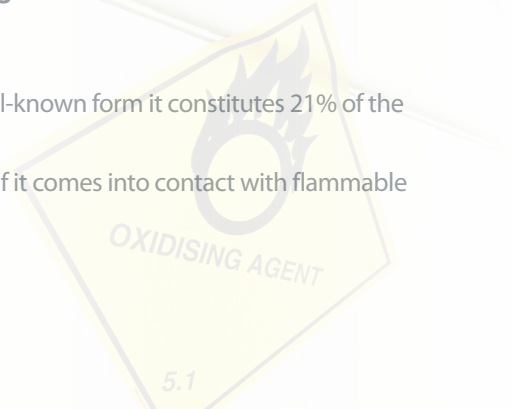 l-known form it constitutes 21% of the
f it comes into contact with flammable
OXIDISING AGENT
5.1